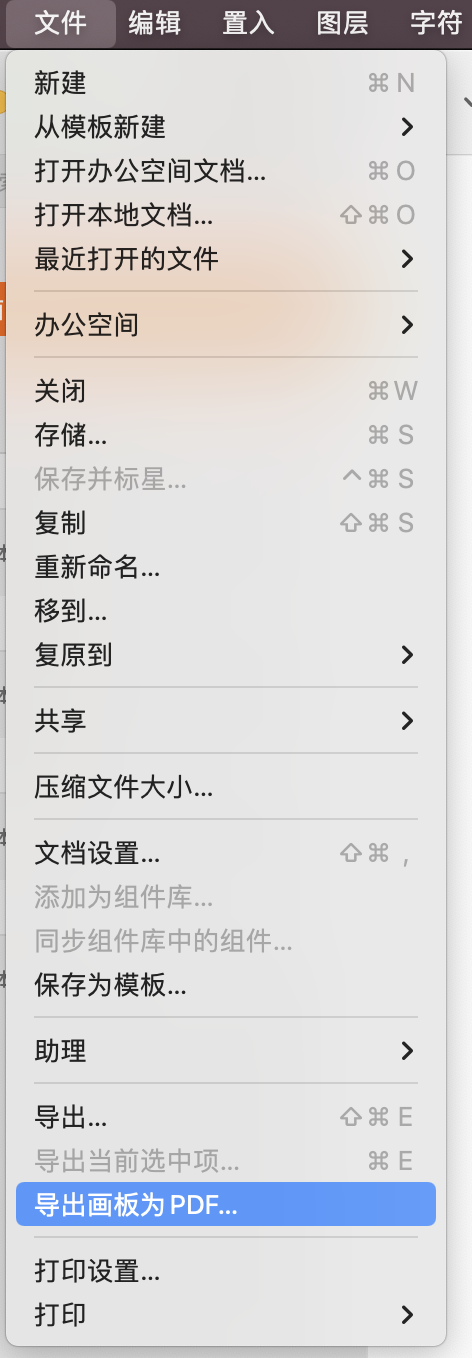 文件 编辑 置入 图层 字符
新建 ⌘ N
从模板新建
打开办公空间文档... ⌘ O
打开本地文档... ⇧ ⌘ O
最近打开的文件
办公空间
关闭 ⌘ W
存储... ⌘ S
保存并标星... ^ ⌘ S
复制 ⇧ ⌘ S
重新命名...
移到...
复原到
共享
压缩文件大小...
文档设置... ⇧ ⌘ ,
添加为组件库...
同步组件库中的组件...
保存为模板...
助理
导出... ⇧ ⌘ E
导出当前选中项... ⌘ E
导出画板为 PDF...
打印设置...
打印